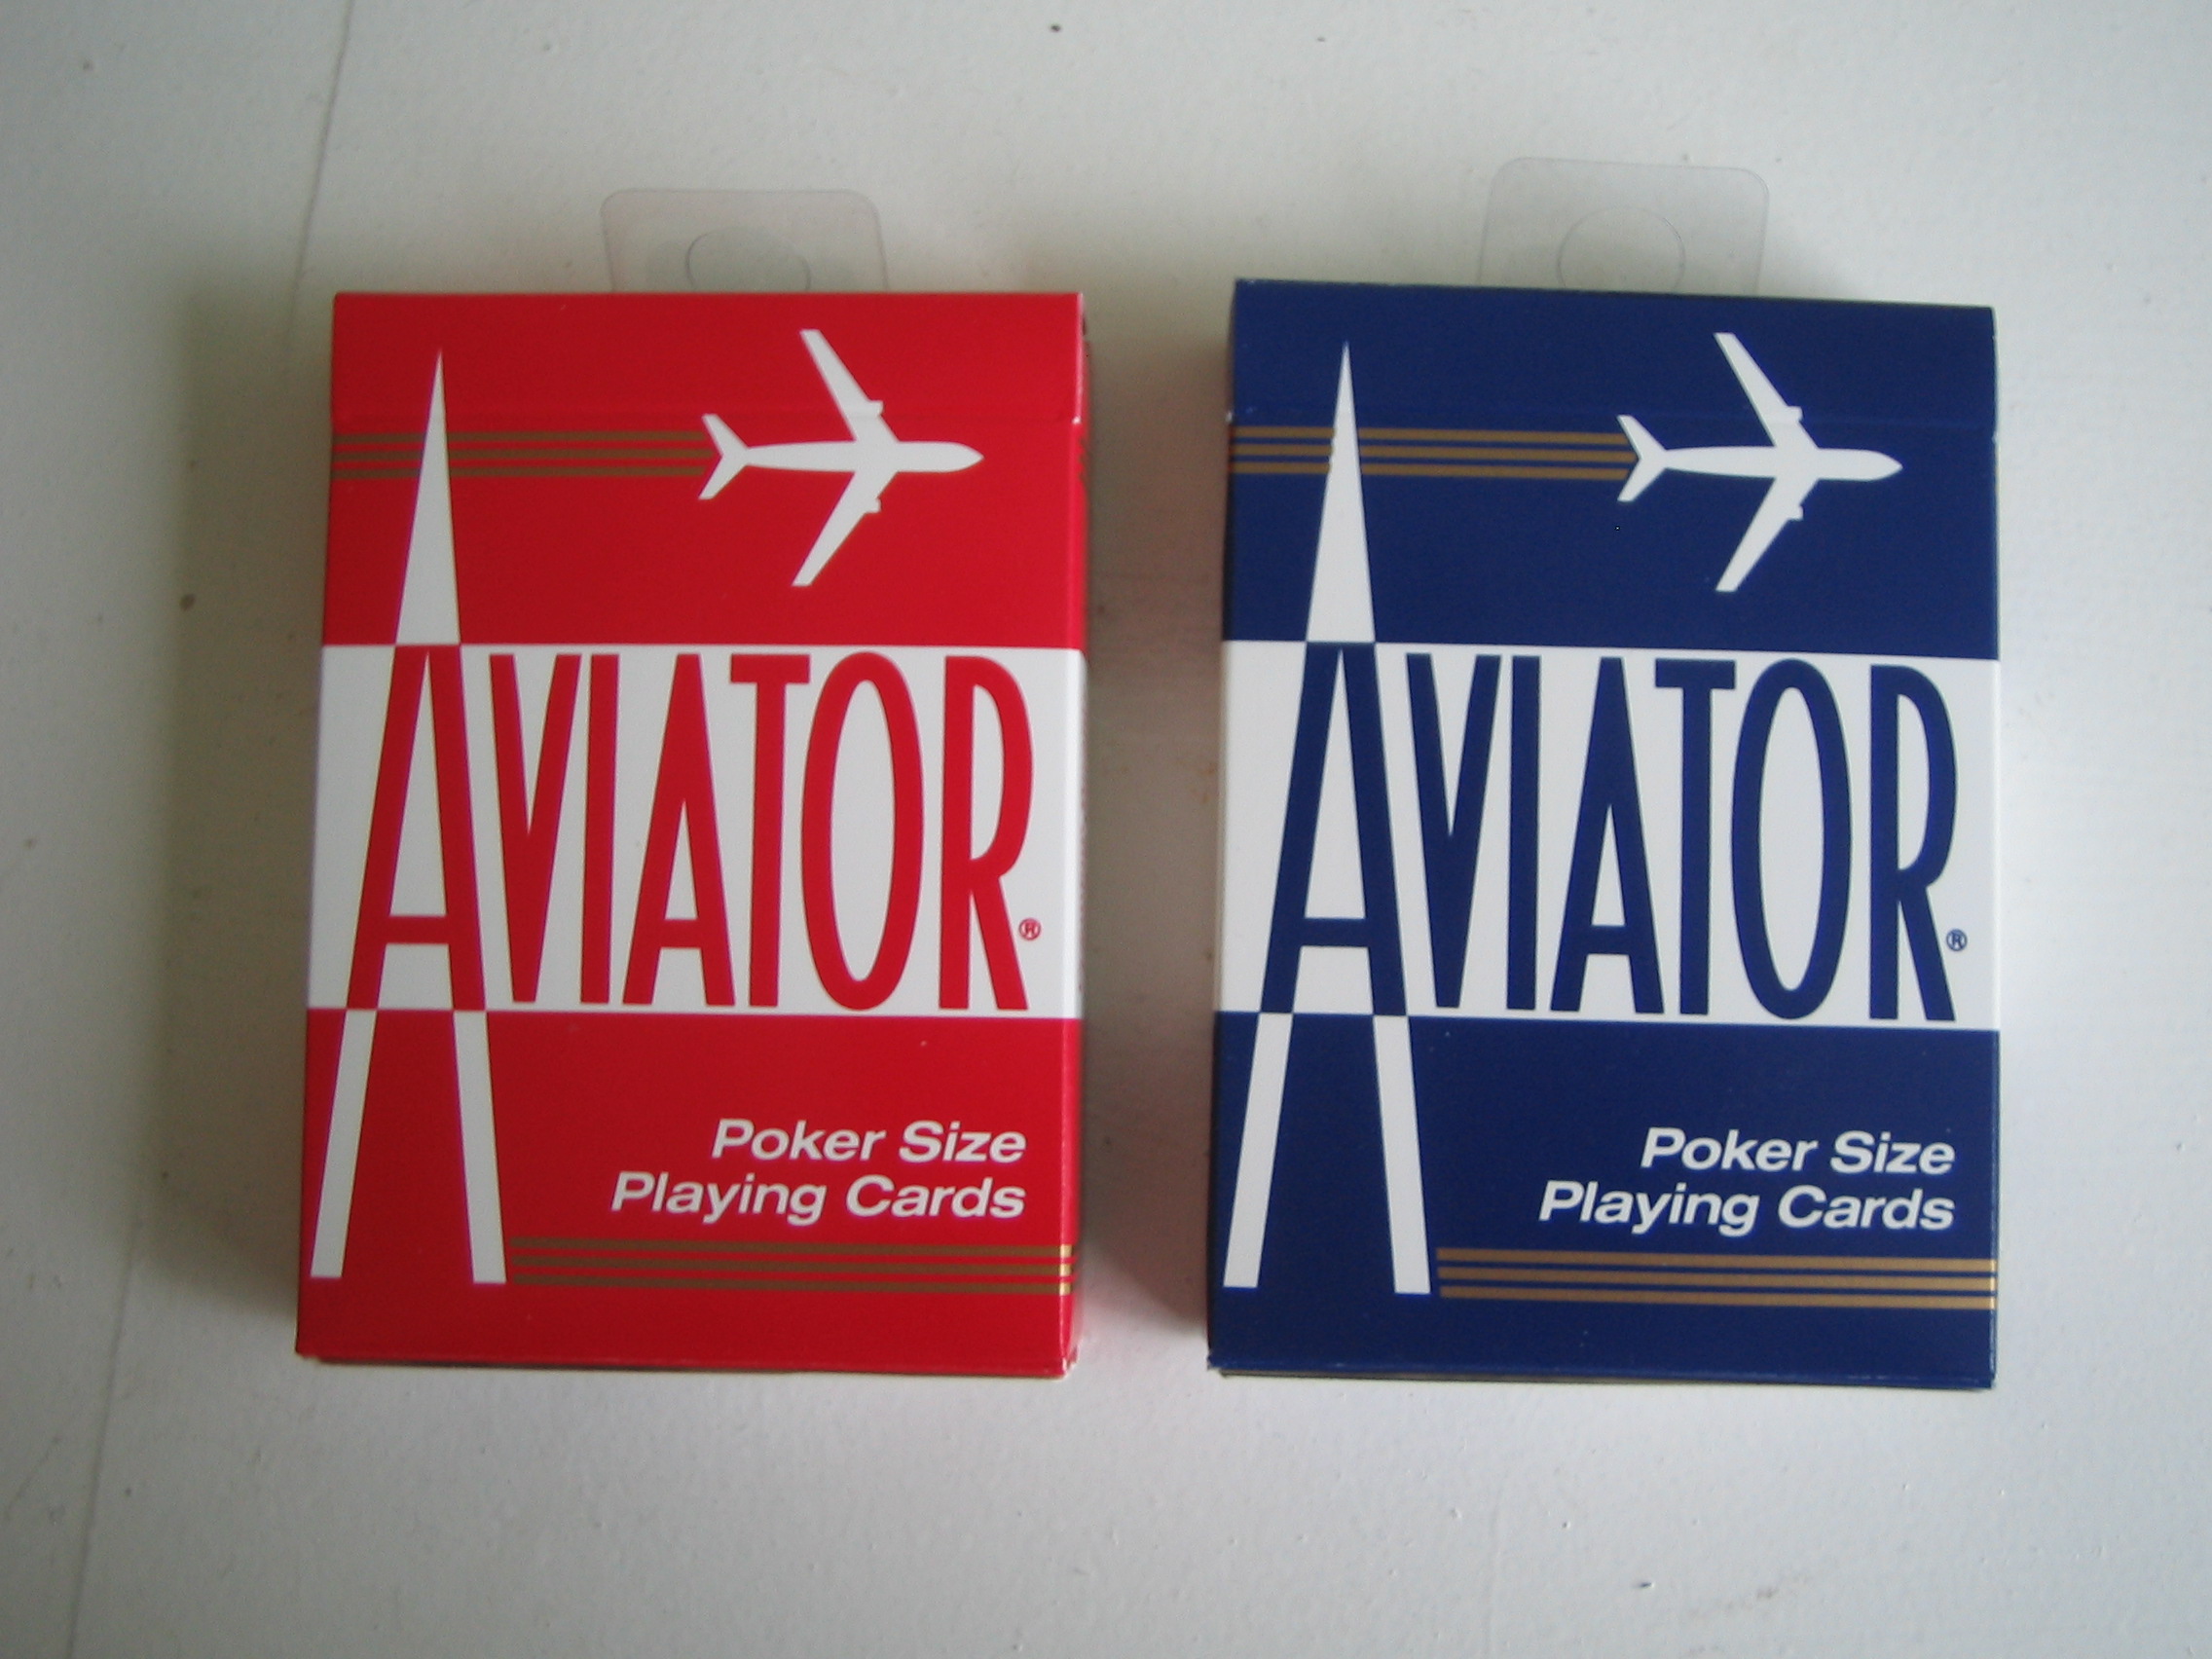 AVIATOR®
Poker Size
Playing Cards
AVIATOR®
Poker Size
Playing Cards